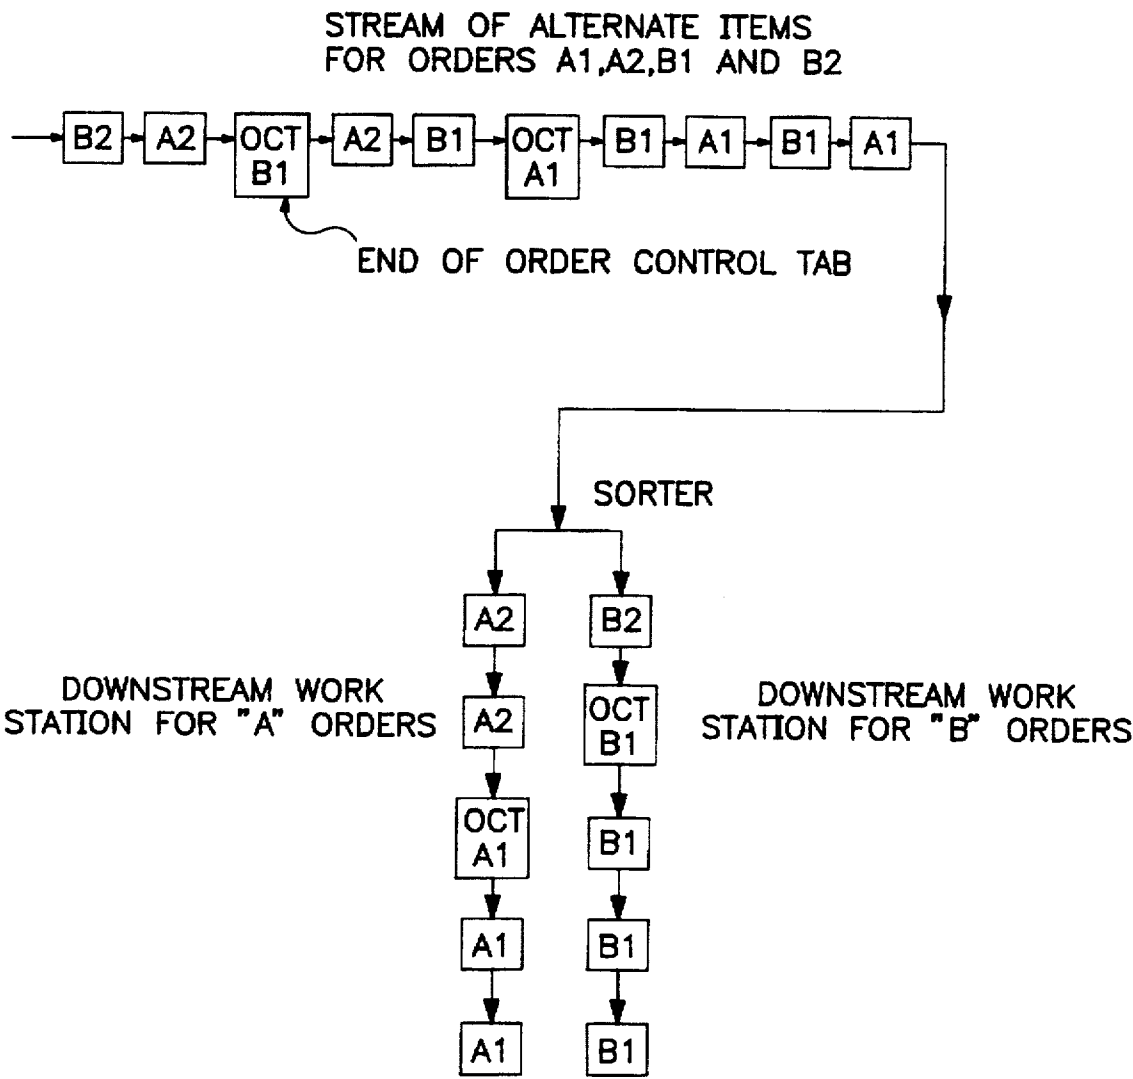 STREAM OF ALTERNATE ITEMS
FOR ORDERS A1,A2,B1 AND B2
B2 A2 OCT B1 A2 B1 OCT A1 B1 A1 B1 A1
END OF ORDER CONTROL TAB
SORTER
A2 B2
DOWNSTREAM WORK
STATION FOR "A" ORDERS
A2
OCT
B1
DOWNSTREAM WORK
STATION FOR "B" ORDERS
OCT
A1
B1
A1
B1
A1
B1